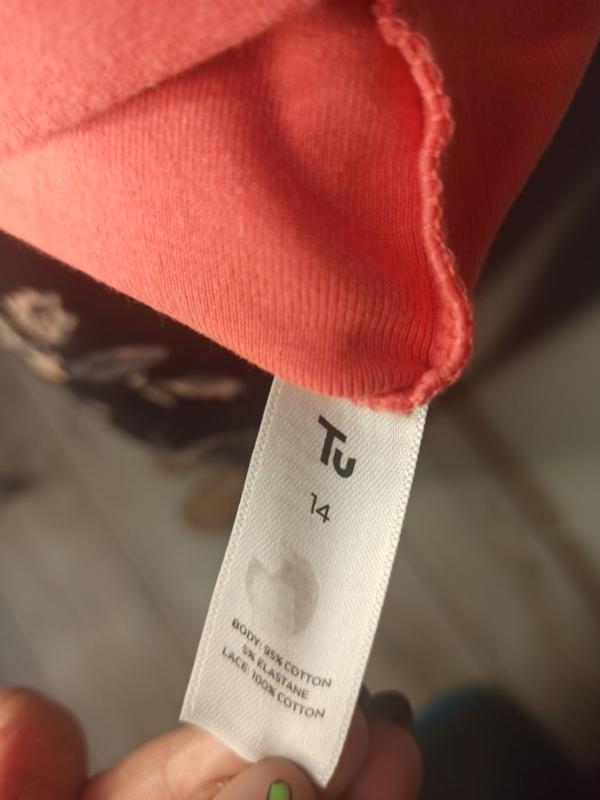 Tu
14
BODY: 95% COTTON
5% ELASTANE
LACE: 100% COTTON